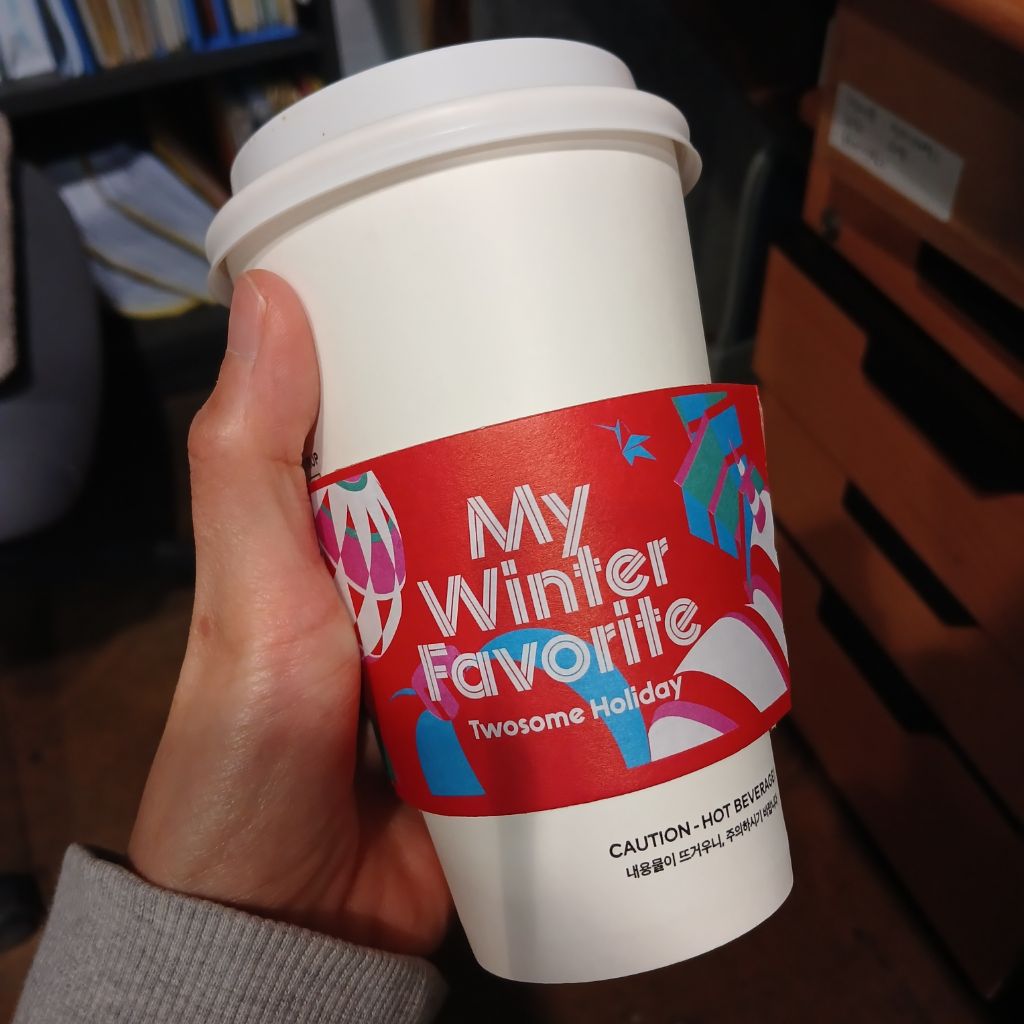 My
Winter
Favorite
Twosome Holiday
CAUTION - HOT BEVERAGE
내용물이 뜨거우니, 주의하시기 바랍니다.